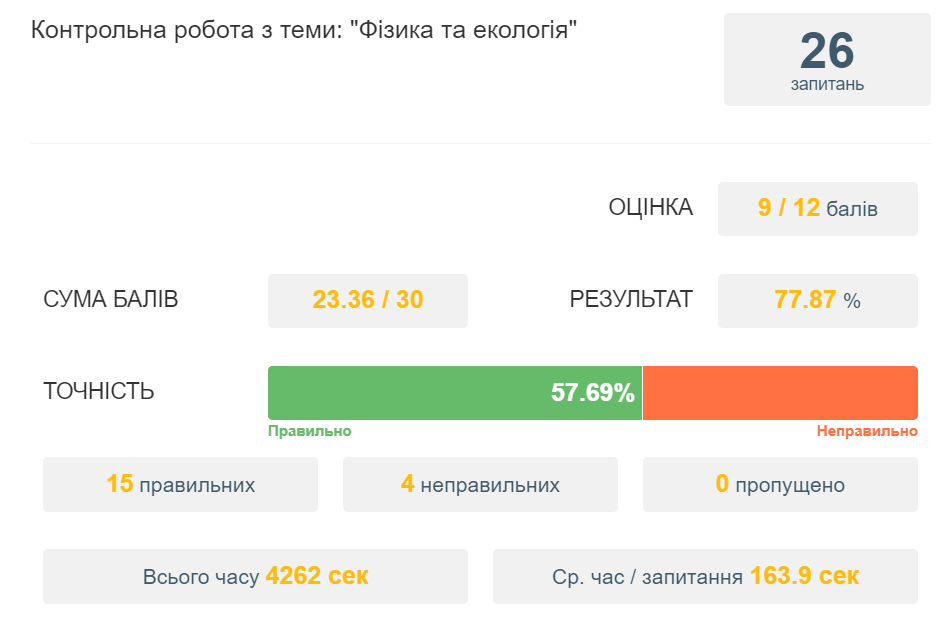 Контрольна робота з теми: "Фізика та екологія"
26
запитань
ОЦІНКА
9 / 12 балів
СУМА БАЛІВ
23.36 / 30
РЕЗУЛЬТАТ
77.87 %
ТОЧНІСТЬ
57.69%
Правильно
Неправильно
15 правильних
4 неправильних
0 пропущено
Всього часу 4262 сек
Ср. час / запитання 163.9 сек